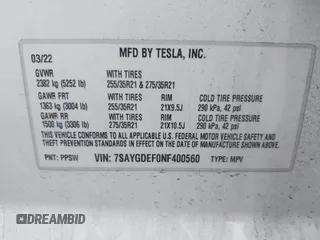 03/22 MFD BY TESLA, INC.
GVWR WITH TIRES
2382 kg (5252 lb) 255/35R21 & 275/35R21
GAWR FRT WITH TIRES RIM COLD TIRE PRESSURE
1363 kg (3004 lb) 255/35R21 21X9.5J 290 kPa, 42 psi
GAWR RR WITH TIRES RIM COLD TIRE PRESSURE
1500 kg (3306 lb) 275/35R21 21X10.5J 290 kPa, 42 psi
THIS VEHICLE CONFORMS TO ALL APPLICABLE FEDERAL MOTOR VEHICLE SAFETY AND
THEFT PREVENTION STANDARDS IN EFFECT ON THE DATE OF MANUFACTURE SHOWN ABOVE.
PNT: PPSW VIN: 7SAYGDEF0NF400560 TYPE: MPV
DREAMBID